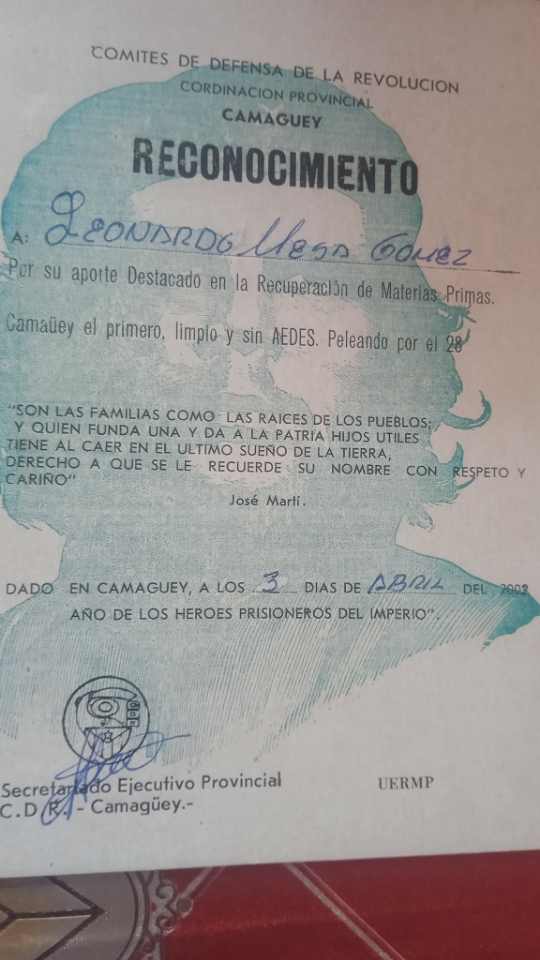 COMITES DE DEFENSA DE LA REVOLUCION
CORDINACION PROVINCIAL
CAMAGUEY
RECONOCIMIENTO
A: LEONARDO Mesa GOMEZ
Por su aporte Destacado en la Recuperación de Materias Primas.
Camaüey el primero, limpio y sin AEDES. Peleando por el 28
"SON LAS FAMILIAS COMO LAS RAICES DE LOS PUEBLOS;
Y QUIEN FUNDA UNA Y DA A LA PATRIA HIJOS UTILES
TIENE AL CAER EN EL ULTIMO SUEÑO DE LA TIERRA,
DERECHO A QUE SE LE RECUERDE SU NOMBRE CON RESPETO Y
CARIÑO"
José Martí.
DADO EN CAMAGUEY, A LOS 3 DIAS DE ABRIL DEL
AÑO DE LOS HEROES PRISIONEROS DEL IMPERIO".
Secretariado Ejecutivo Provincial
C.D R. - Camagüey.-
UERMP